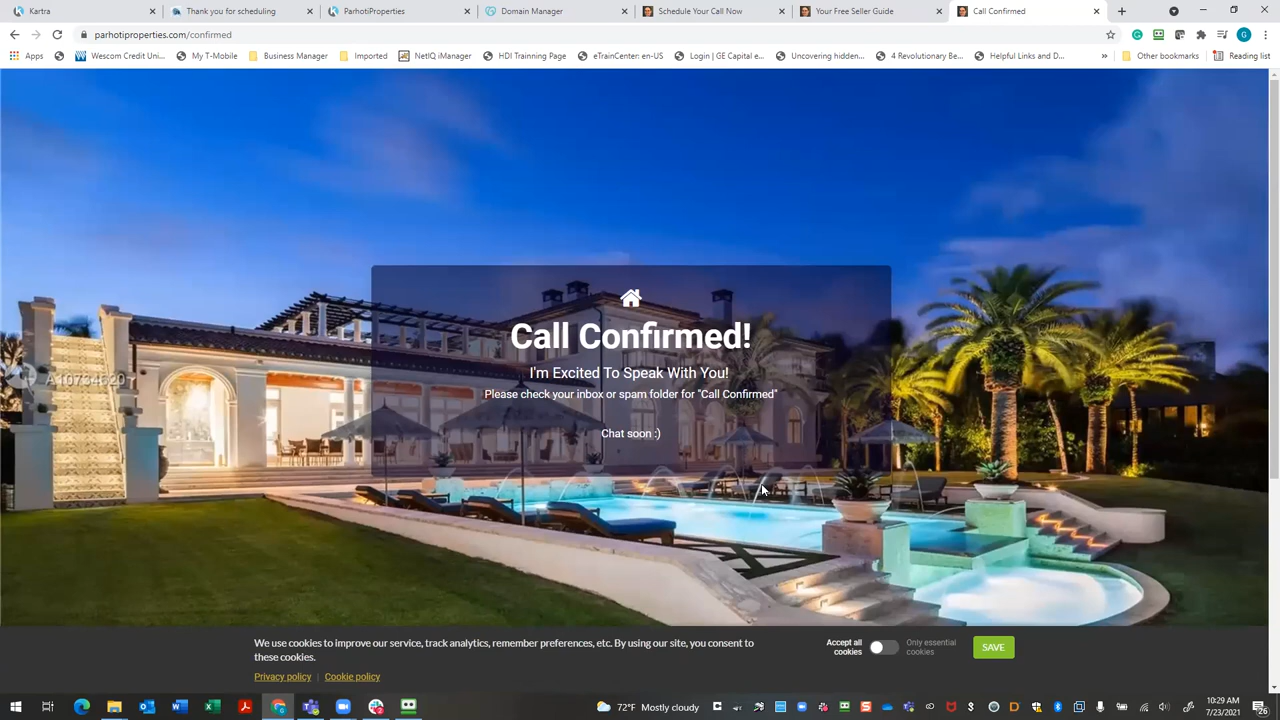 Kartra
Thank you for scheduling
ParhotiProperties
Domain Manager
Schedule Your Call Now
Your Free Seller Guide
Call Confirmed
G
parhotiproperties.com/confirmed
Apps
Wescom Credit Uni...
My T-Mobile
Business Manager
Imported
NetIQ iManager
HDI Trainning Page
eTrainCenter: en-US
Login | GE Capital e...
Uncovering hidden...
4 Revolutionary Be...
Helpful Links and D...
»
Other bookmarks
Reading list
Call Confirmed!
I'm Excited To Speak With You!
Please check your inbox or spam folder for "Call Confirmed"
Chat soon :)
A10734620
We use cookies to improve our service, track analytics, remember preferences, etc. By using our site, you consent to
these cookies.
Privacy policy | Cookie policy
Accept all
cookies
Only essential
cookies
SAVE
72°F Mostly cloudy
10:29 AM
7/23/2021